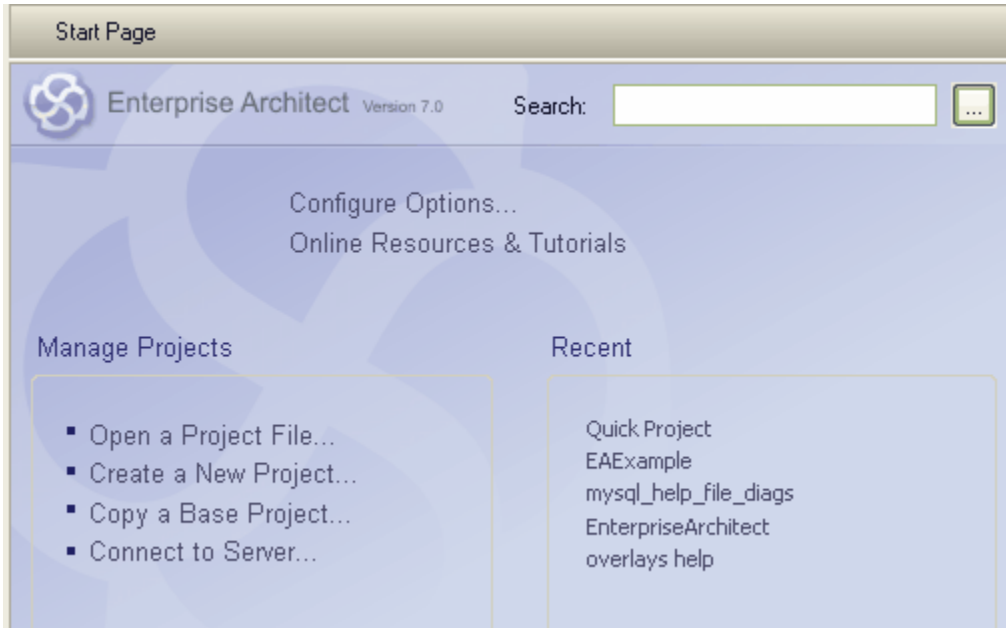 Start Page
Enterprise Architect Version 7.0
Search:
...
Configure Options...
Online Resources & Tutorials
Manage Projects
Open a Project File...
Create a New Project...
Copy a Base Project...
Connect to Server...
Recent
Quick Project
EAExample
mysql_help_file_diags
EnterpriseArchitect
overlays help